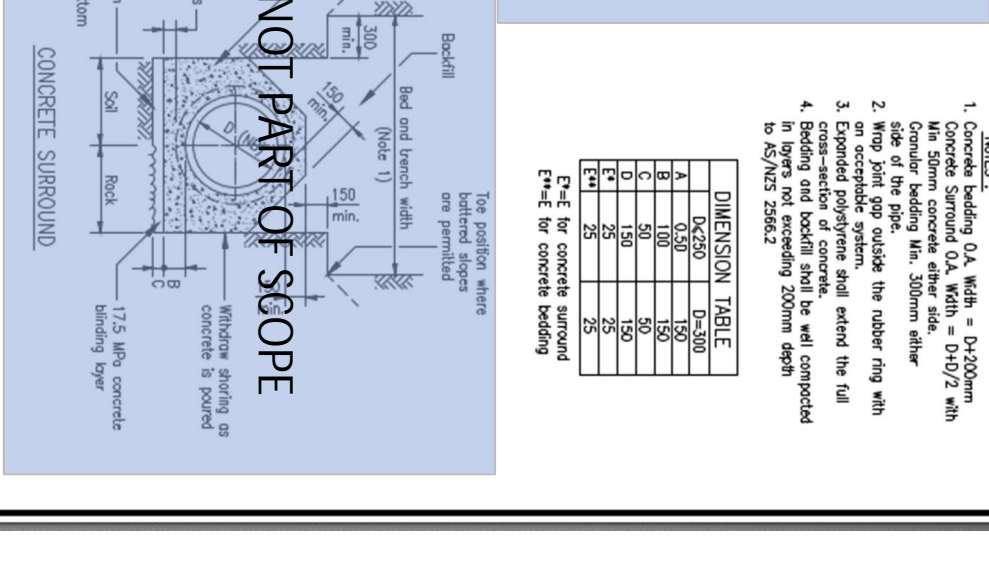 NOTES :
1. Concrete bedding O.A. Width = D+200mm
Concrete Surround O.A. Width = D+D/2 with
Min 50mm concrete either side.
Granular bedding Min. 300mm either
side of the pipe.
2. Wrap joint gap outside the rubber ring with
an acceptable system.
3. Expanded polystyrene shall extend the full
cross-section of concrete.
4. Bedding and backfill shall be well compacted
in layers not exceeding 200mm depth
to AS/NZS 2566.2
DIMENSION TABLE
D<250 D=300
A 0.50 150
B 100 150
C 50 50
D 150 150
E* 25 25
E** 25 25
E*=E for concrete surround
E**=E for concrete bedding
Toe position where
battered slopes
are permitted
Backfill
Bed and trench width
(Note 1)
300
min.
150
min.
150
min.
NOT PART OF SCOPE
Withdraw shoring as
concrete is poured
B
C
Soil
Rock
17.5 MPa concrete
blinding layer
CONCRETE SURROUND